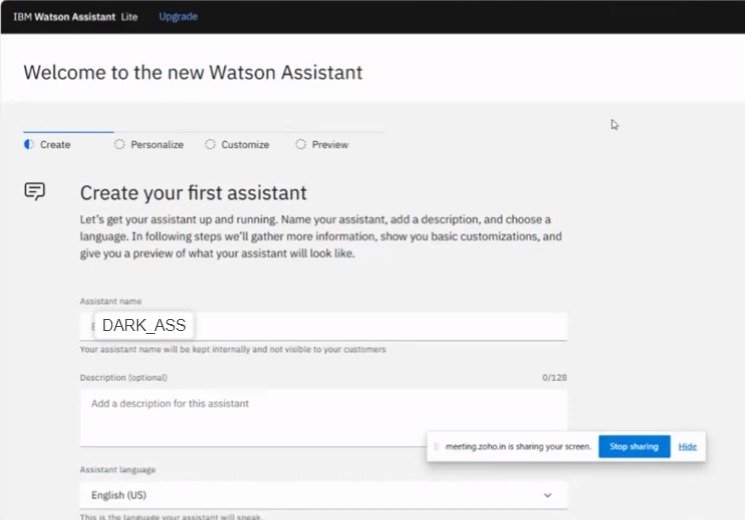 IBM Watson Assistant Lite Upgrade
Welcome to the new Watson Assistant
Create Personalize Customize Preview
Create your first assistant
Let's get your assistant up and running. Name your assistant, add a description, and choose a
language. In following steps we'll gather more information, show you basic customizations, and
give you a preview of what your assistant will look like.
Assistant name
DARK_ASS
Your assistant name will be kept internally and not visible to your customers
Description (optional) 0/128
Add a description for this assistant
meeting.zoho.in is sharing your screen. Stop sharing Hide
Assistant language
English (US)
This is the language your assistant will speak.